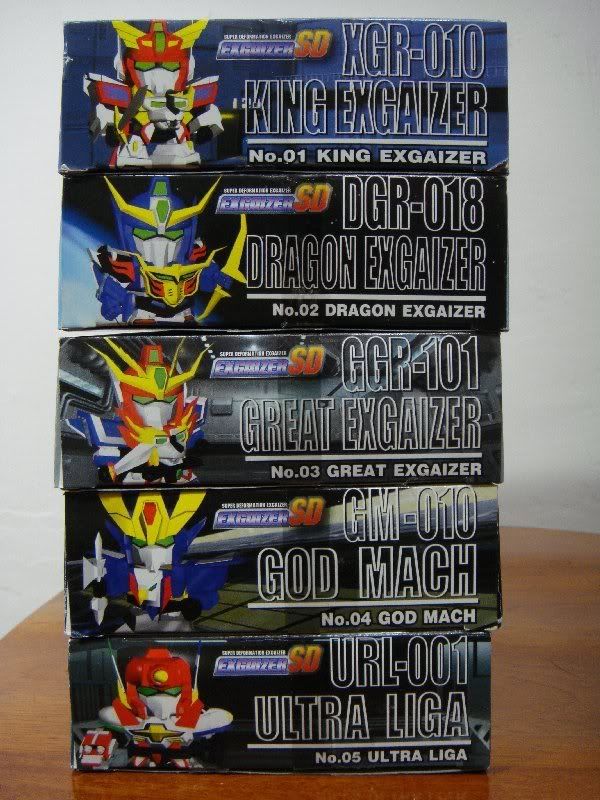 SUPER DEFORMATION EXGAIZER
EXGAIZER SD
XGR-010
KING EXGAIZER
No.01 KING EXGAIZER
SUPER DEFORMATION EXGAIZER
EXGAIZER SD
DGR-018
DRAGON EXGAIZER
No.02 DRAGON EXGAIZER
SUPER DEFORMATION EXGAIZER
EXGAIZER SD
GGR-101
GREAT EXGAIZER
No.03 GREAT EXGAIZER
SUPER DEFORMATION EXGAIZER
EXGAIZER SD
GM-010
GOD MACH
No.04 GOD MACH
SUPER DEFORMATION EXGAIZER
EXGAIZER SD
URL-001
ULTRA LIGA
No.05 ULTRA LIGA